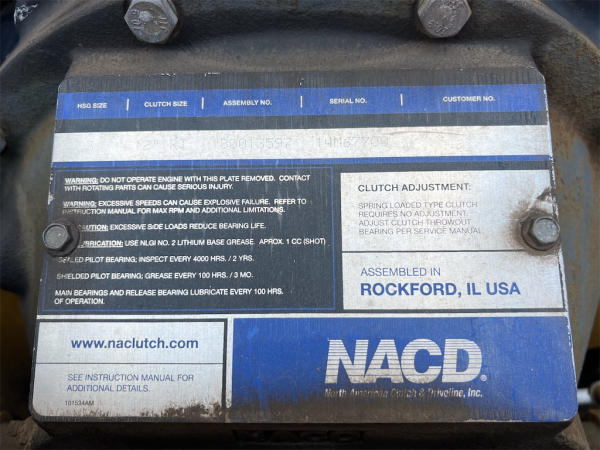 HSG SIZE CLUTCH SIZE ASSEMBLY NO. SERIAL NO. CUSTOMER NO.
WARNING: DO NOT OPERATE ENGINE WITH THIS PLATE REMOVED. CONTACT
WITH ROTATING PARTS CAN CAUSE SERIOUS INJURY.
WARNING: EXCESSIVE SPEEDS CAN CAUSE EXPLOSIVE FAILURE. REFER TO
INSTRUCTION MANUAL FOR MAX RPM AND ADDITIONAL LIMITATIONS.
CAUTION: EXCESSIVE SIDE LOADS REDUCE BEARING LIFE.
LUBRICATION: USE NLGI NO. 2 LITHIUM BASE GREASE. APROX. 1 CC (SHOT)
SEALED PILOT BEARING; INSPECT EVERY 4000 HRS. / 2 YRS.
SHIELDED PILOT BEARING; GREASE EVERY 100 HRS. / 3 MO.
MAIN BEARINGS AND RELEASE BEARING LUBRICATE EVERY 100 HRS.
OF OPERATION.
CLUTCH ADJUSTMENT:
SPRING LOADED TYPE CLUTCH
REQUIRES NO ADJUSTMENT.
ADJUST CLUTCH THROWOUT
BEARING PER SERVICE MANUAL
ASSEMBLED IN
ROCKFORD, IL USA
www.naclutch.com
SEE INSTRUCTION MANUAL FOR
ADDITIONAL DETAILS.
101534AM
NACD®
North American Clutch & Driveline, Inc.